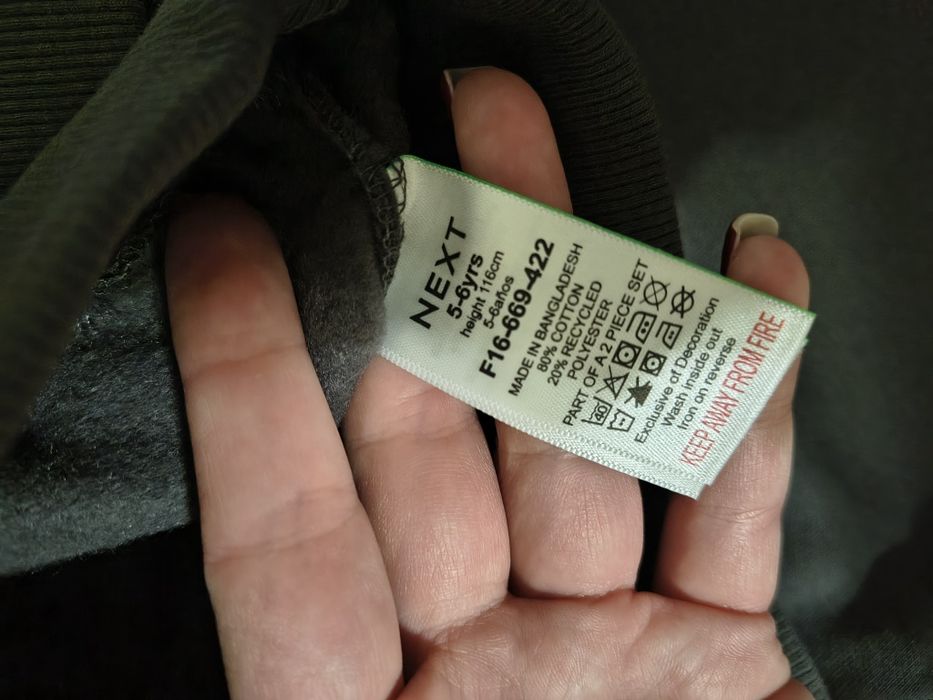 NEXT
5-6yrs
height 116cm
5-6años
F16-669-422
MADE IN BANGLADESH
80% COTTON
20% RECYCLED
POLYESTER
PART OF A 2 PIECE SET
40
Exclusive of Decoration
Wash inside out
Iron on reverse
KEEP AWAY FROM FIRE